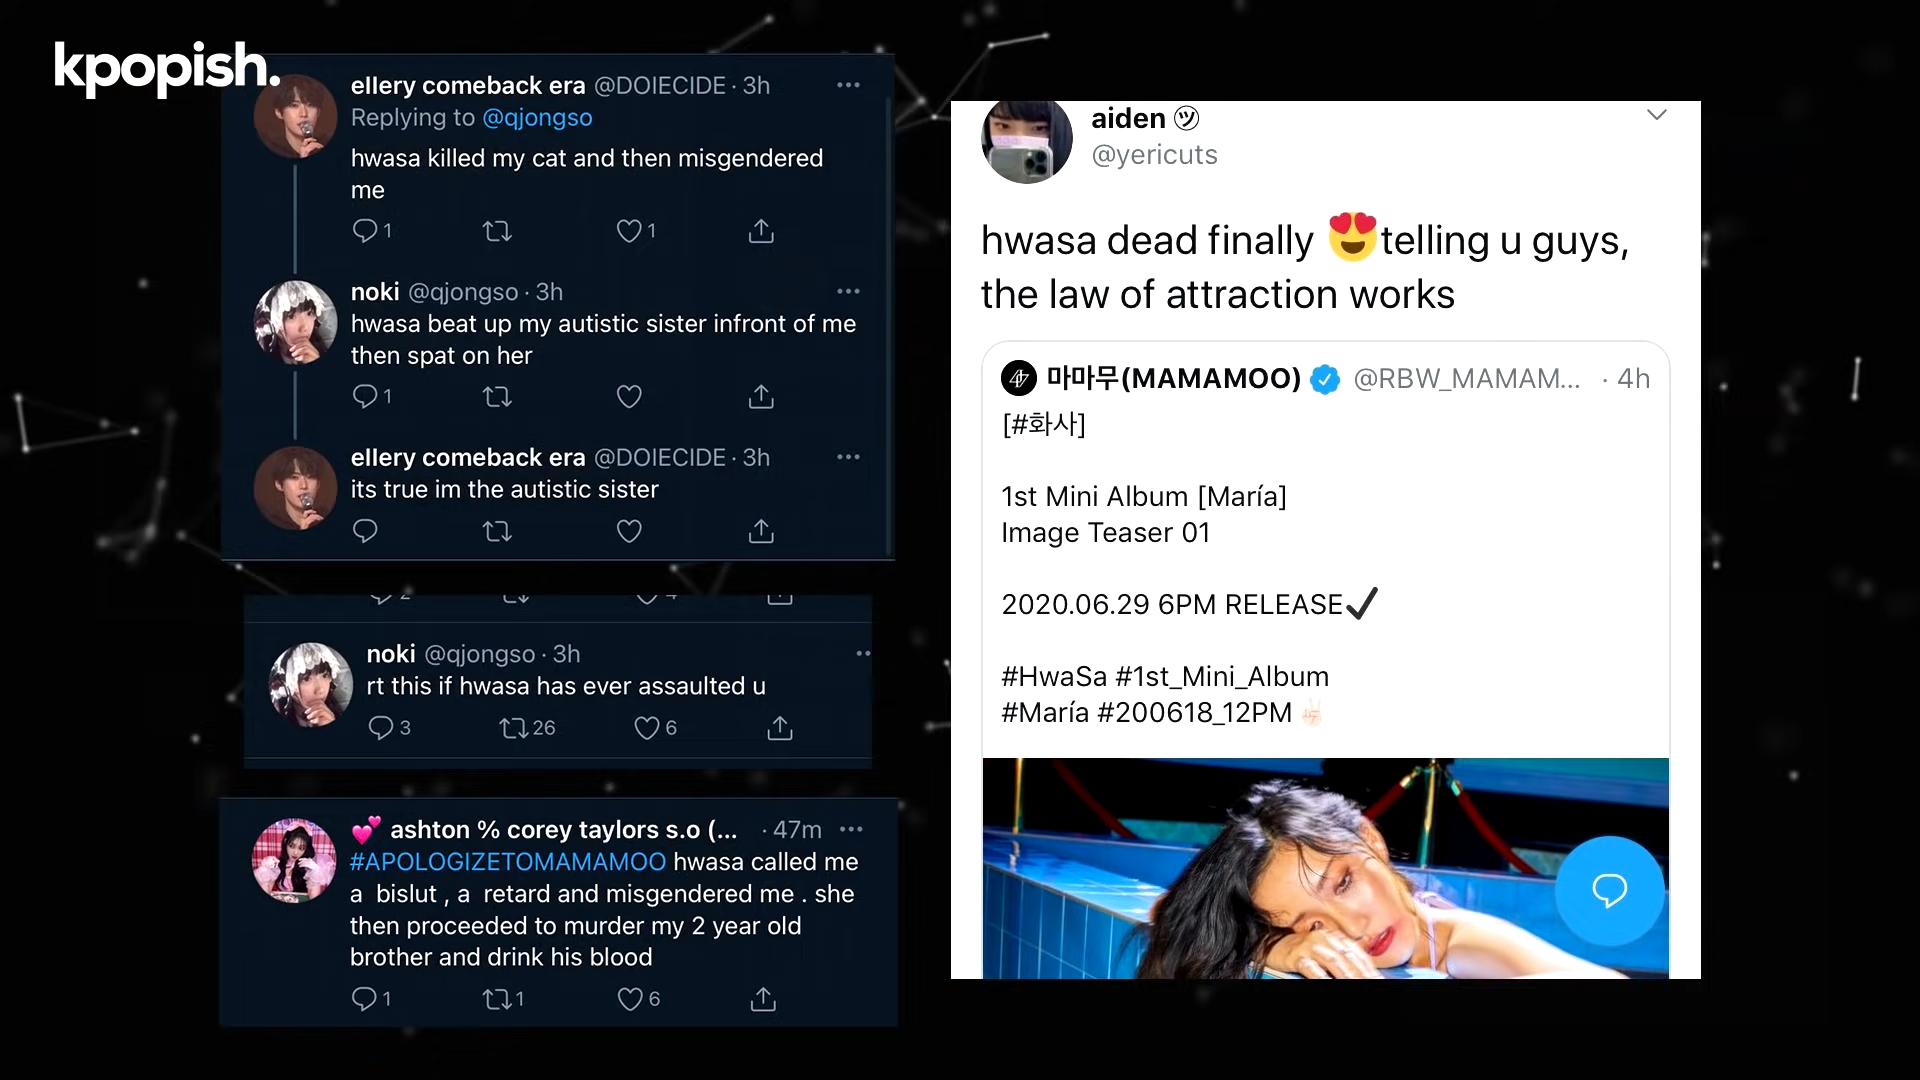 kpopish.
ellery comeback era @DOIECIDE · 3h
Replying to @qjongso
hwasa killed my cat and then misgendered
me
1
1
noki @qjongso · 3h
hwasa beat up my autistic sister infront of me
then spat on her
1
ellery comeback era @DOIECIDE · 3h
its true im the autistic sister
noki @qjongso · 3h
rt this if hwasa has ever assaulted u
3
26
6
💕 ashton % corey taylors s.o (... · 47m
#APOLOGIZETOMAMAMOO hwasa called me
a bislut , a retard and misgendered me . she
then proceeded to murder my 2 year old
brother and drink his blood
1
1
6
aiden ㋡
@yericuts
hwasa dead finally 😍telling u guys,
the law of attraction works
마마무(MAMAMOO) @RBW_MAMAM... · 4h
[#화사]
1st Mini Album [María]
Image Teaser 01
2020.06.29 6PM RELEASE✔
#HwaSa #1st_Mini_Album
#María #200618_12PM ✌🏻